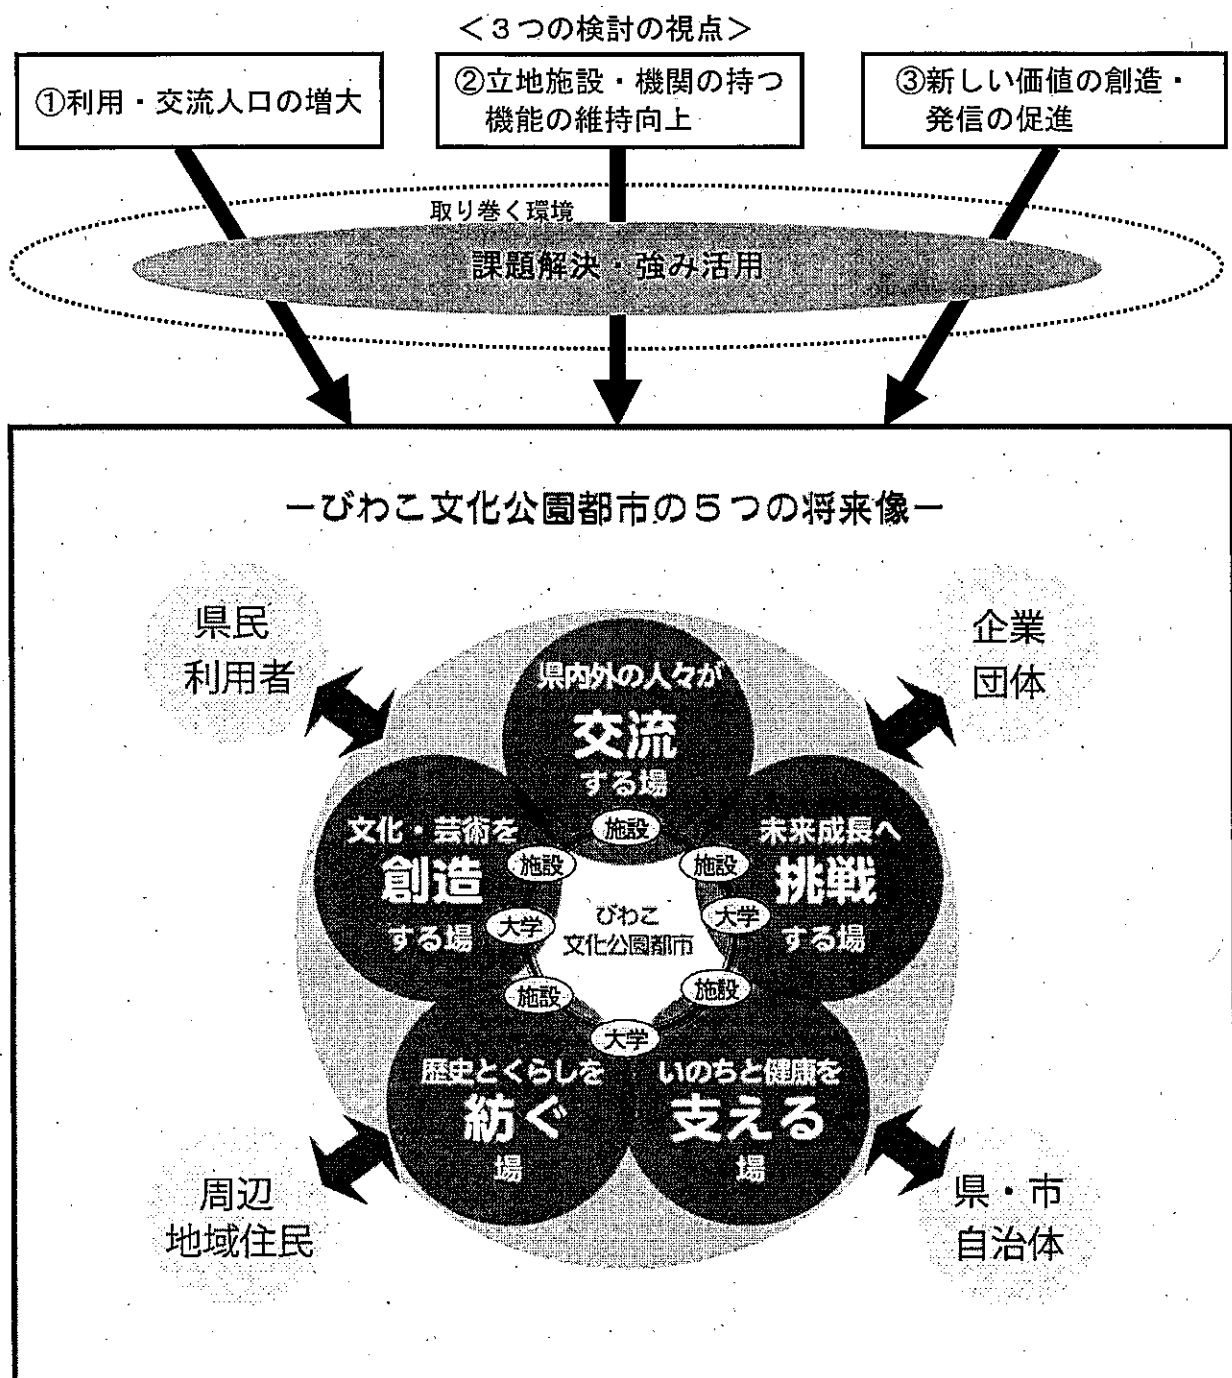 ＜３つの検討の視点＞
①利用・交流人口の増大
②立地施設・機関の持つ
機能の維持向上
③新しい価値の創造・
発信の促進
取り巻く環境
課題解決・強み活用
－びわこ文化公園都市の５つの将来像－
県民
利用者
企業
団体
県内外の人々が
交流
する場
文化・芸術を
創造
する場
未来成長へ
挑戦
する場
施設
施設
施設
大学
大学
びわこ
文化公園都市
施設
施設
大学
歴史とくらしを
紡ぐ
場
いのちと健康を
支える
場
周辺
地域住民
県・市
自治体